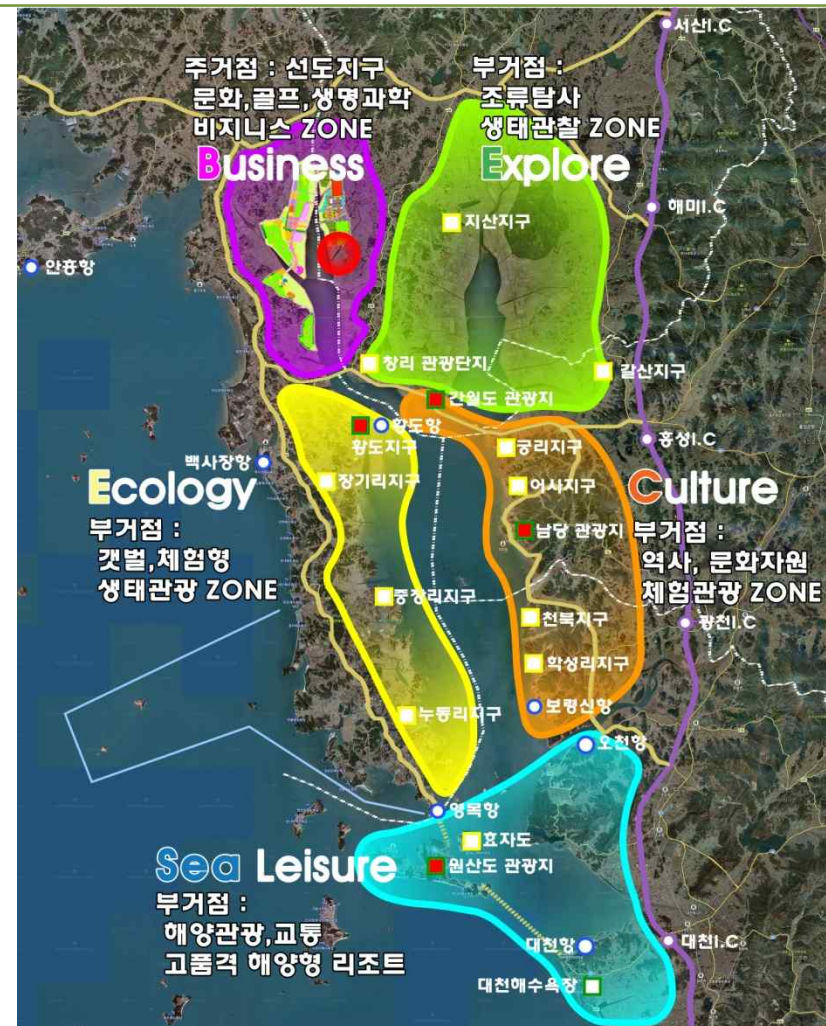 서산I.C
주거점 : 선도지구
문화,골프,생명과학
비지니스 ZONE
Business
부거점 :
조류탐사
생태관찰 ZONE
Explore
지산지구
해미I.C
안흥항
창리 관광단지
갈산지구
간월도 관광지
황도항
황도지구
궁리지구
홍성I.C
백사장항
장기리지구
어사지구
Ecology
부거점 :
갯벌,체험형
생태관광 ZONE
Culture
부거점 :
역사, 문화자원
체험관광 ZONE
남당 관광지
중장리지구
천북지구
광천I.C
학성리지구
누동리지구
보령신항
오천항
영목항
효자도
원산도 관광지
Sea Leisure
부거점 :
해양관광,교통
고품격 해양형 리조트
대천항
대천I.C
대천해수욕장